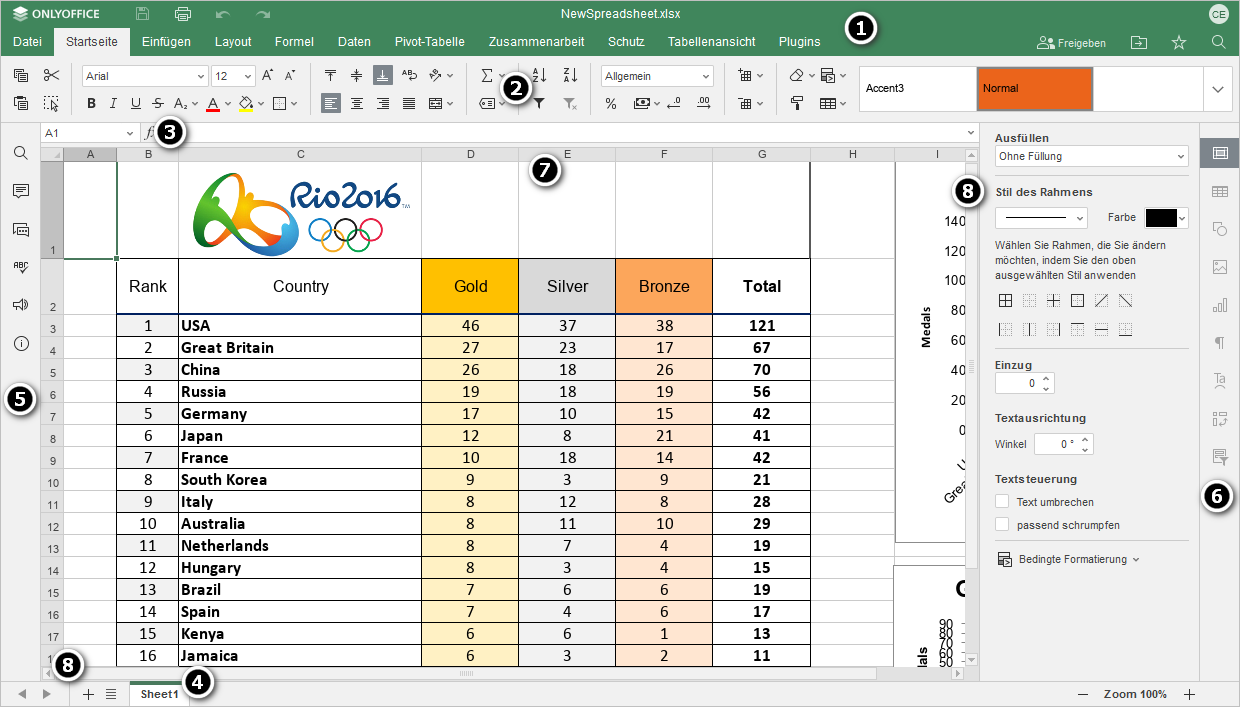 ONLYOFFICE
NewSpreadsheet.xlsx
CE
Datei Startseite Einfügen Layout Formel Daten Pivot-Tabelle Zusammenarbeit Schutz Tabellenansicht Plugins
1
Freigeben
Arial 12 Allgemein
Accent3 Normal
2
A1
3
A B C D E F G H I
7
8
Rio2016
1
Rank Country Gold Silver Bronze Total
2
3 1 USA 46 37 38 121
4 2 Great Britain 27 23 17 67
5 3 China 26 18 26 70
6 4 Russia 19 18 19 56
7 5 Germany 17 10 15 42
8 6 Japan 12 8 21 41
9 7 France 10 18 14 42
10 8 South Korea 9 3 9 21
11 9 Italy 8 12 8 28
12 10 Australia 8 11 10 29
13 11 Netherlands 8 7 4 19
14 12 Hungary 8 3 4 15
15 13 Brazil 7 6 6 19
16 14 Spain 7 4 6 17
17 15 Kenya 6 6 1 13
16 Jamaica 6 3 2 11
5
8
Medals
140
120
100
80
60
40
20
0
90
80
70
60
50
Ausfüllen
Ohne Füllung
Stil des Rahmens
Farbe
Wählen Sie Rahmen, die Sie ändern
möchten, indem Sie den oben
ausgewählten Stil anwenden
Einzug
0
Textausrichtung
Winkel 0 °
Textsteuerung
Text umbrechen
passend schrumpfen
Bedingte Formatierung
6
Sheet1
4
Zoom 100%